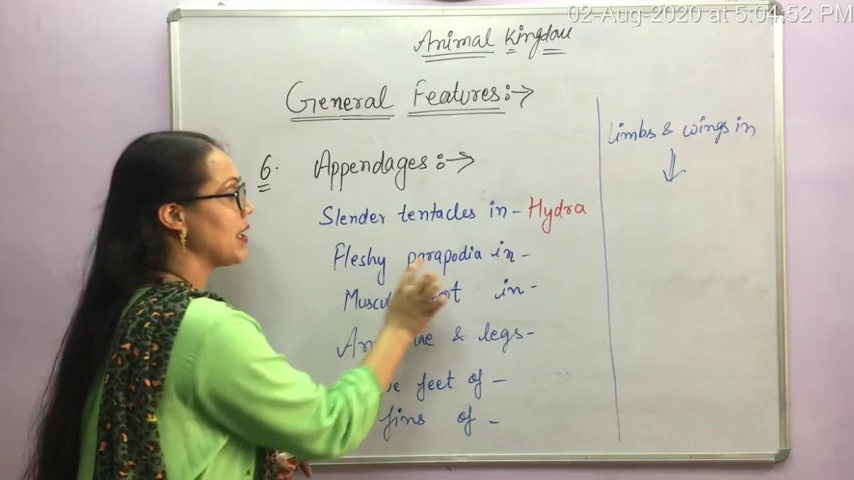 02-Aug-2020 at 5:04:52 PM
Animal Kingdom
General Features:→
6. Appendages:→
Slender tentacles in - Hydra
Fleshy parapodia in -
in -
& legs -
feet of -
fins of -
Limbs & wings in